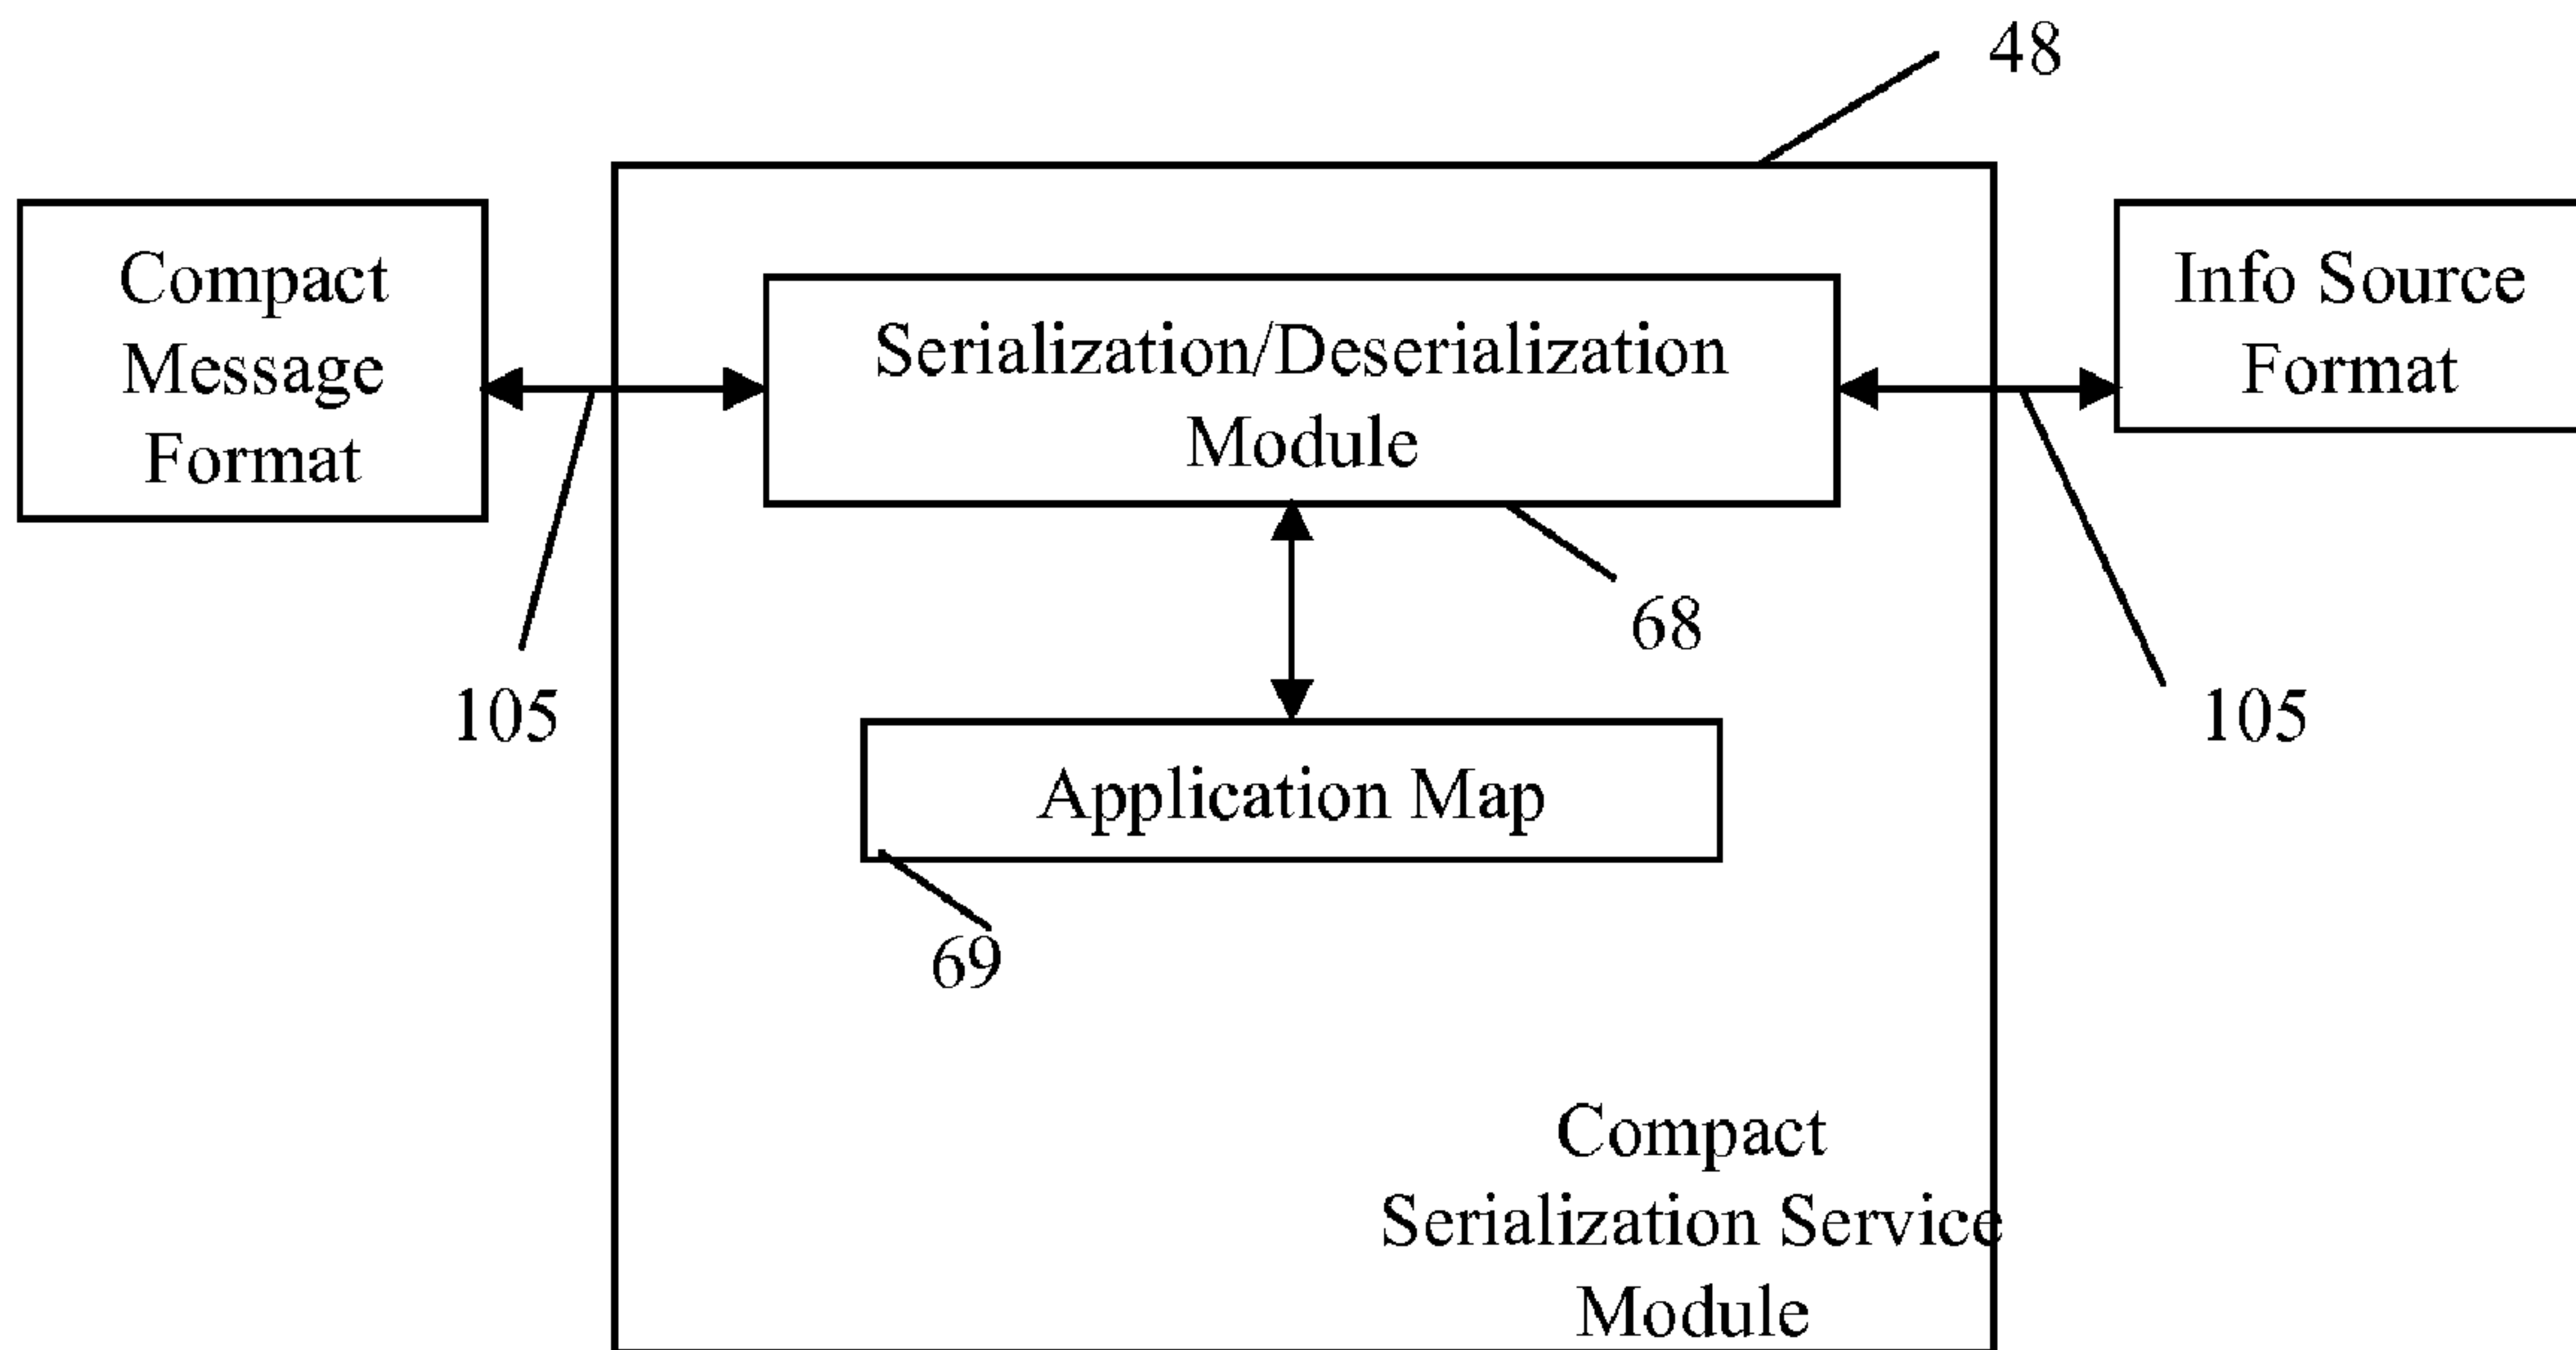 48
Compact
Message
Format
Serialization/Deserialization
Module
Info Source
Format
68
105
105
Application Map
69
Compact
Serialization Service
Module